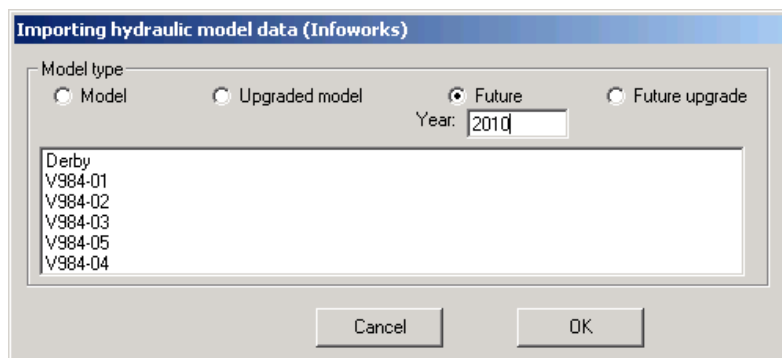 Importing hydraulic model data (Infoworks)
Model type
Model Upgraded model Future Future upgrade
Year: 2010
Derby
V984-01
V984-02
V984-03
V984-05
V984-04
Cancel OK